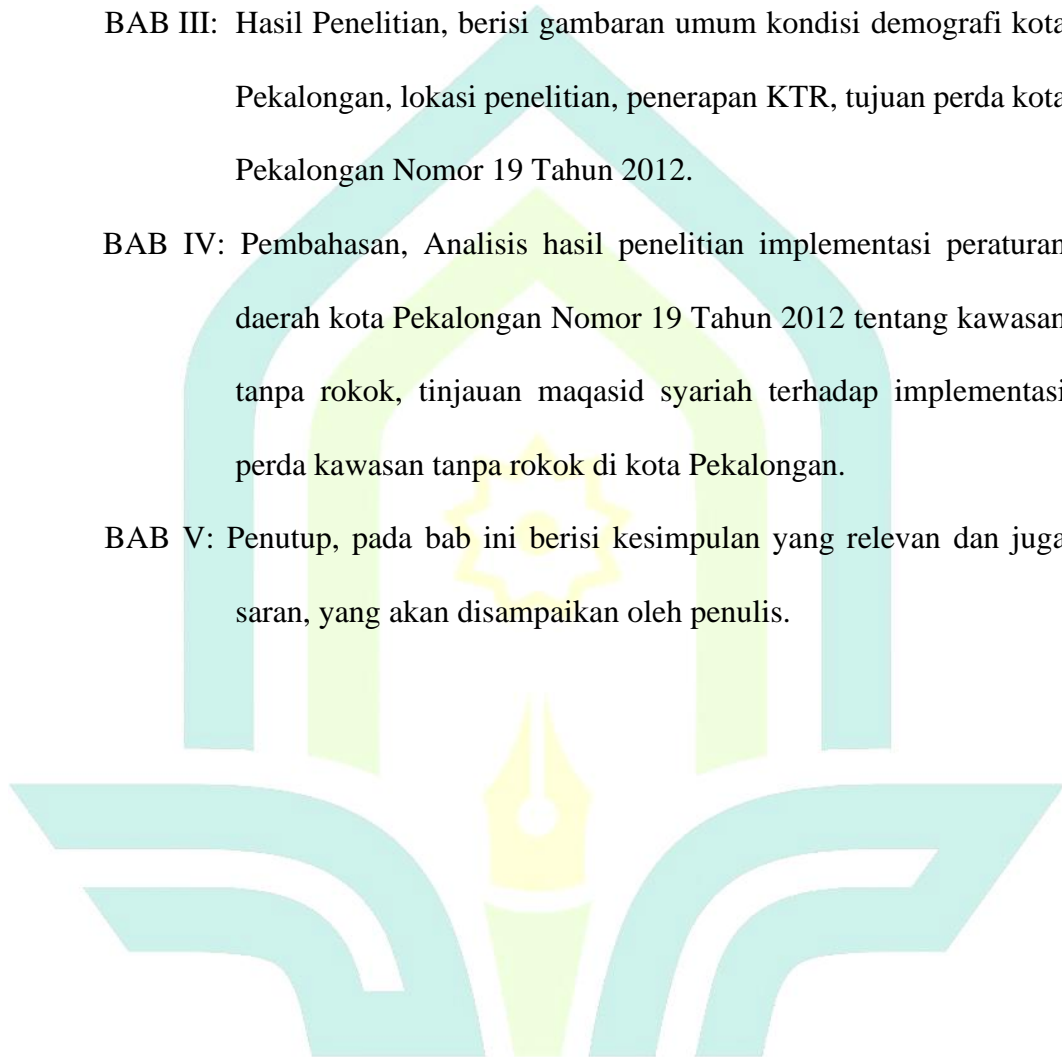 BAB III: Hasil Penelitian, berisi gambaran umum kondisi demografi kota
Pekalongan, lokasi penelitian, penerapan KTR, tujuan perda kota
Pekalongan Nomor 19 Tahun 2012.
BAB IV: Pembahasan, Analisis hasil penelitian implementasi peraturan
daerah kota Pekalongan Nomor 19 Tahun 2012 tentang kawasan
tanpa rokok, tinjauan maqasid syariah terhadap implementasi
perda kawasan tanpa rokok di kota Pekalongan.
BAB V: Penutup, pada bab ini berisi kesimpulan yang relevan dan juga
saran, yang akan disampaikan oleh penulis.